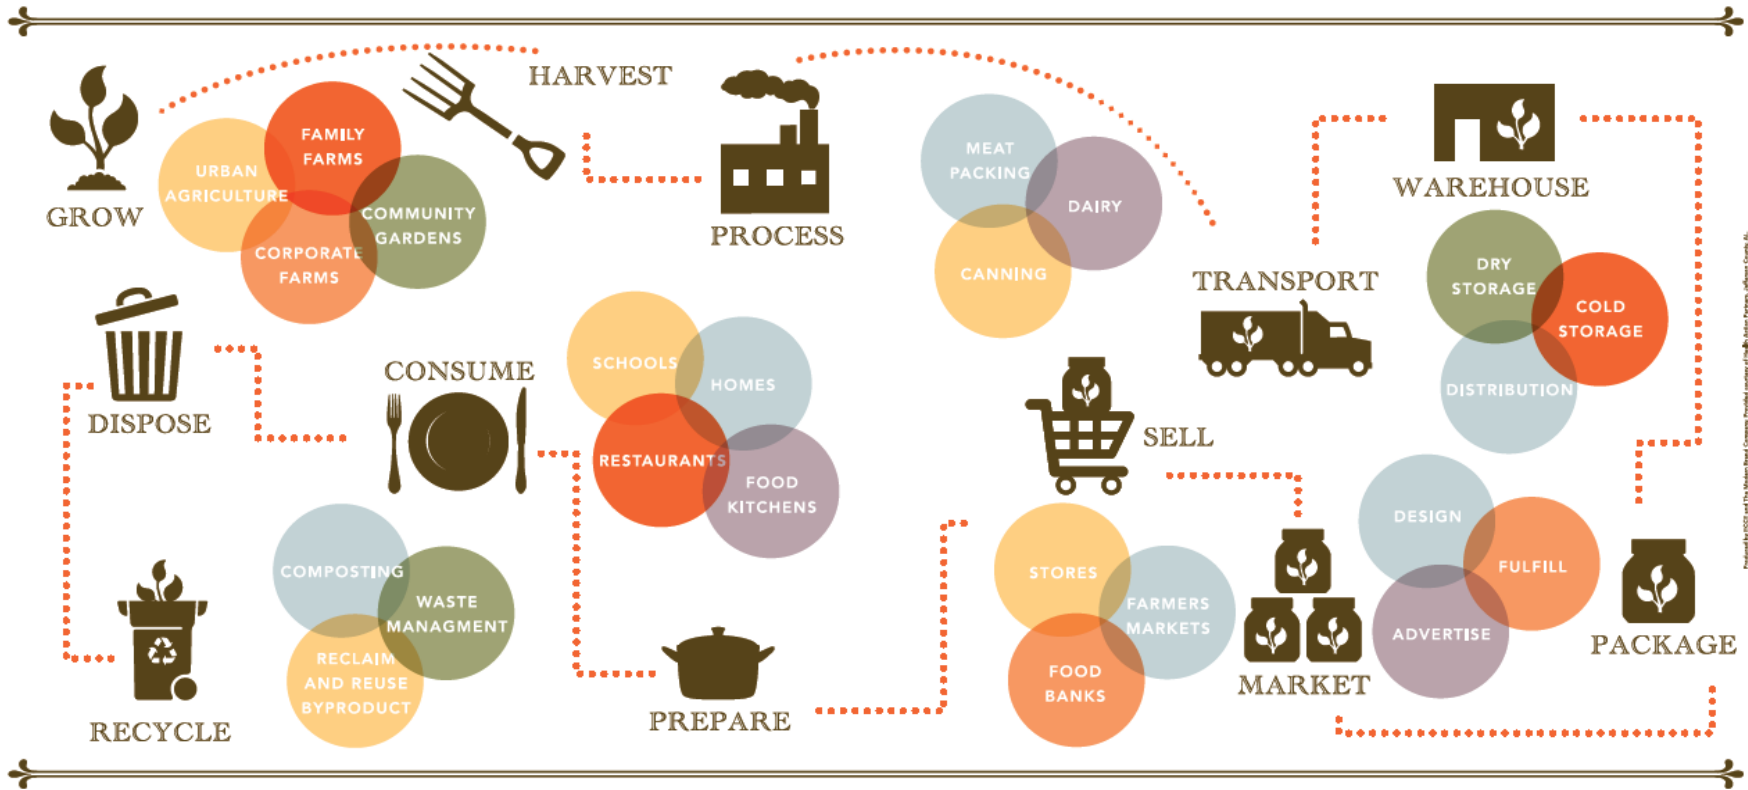 GROW
URBAN
AGRICULTURE
FAMILY
FARMS
COMMUNITY
GARDENS
CORPORATE
FARMS
HARVEST
PROCESS
MEAT
PACKING
DAIRY
CANNING
TRANSPORT
WAREHOUSE
DRY
STORAGE
COLD
STORAGE
DISTRIBUTION
DISPOSE
CONSUME
SCHOOLS
HOMES
RESTAURANTS
FOOD
KITCHENS
SELL
STORES
FARMERS
MARKETS
FOOD
BANKS
MARKET
DESIGN
FULFILL
ADVERTISE
PACKAGE
RECYCLE
COMPOSTING
WASTE
MANAGMENT
RECLAIM
AND REUSE
BYPRODUCT
PREPARE